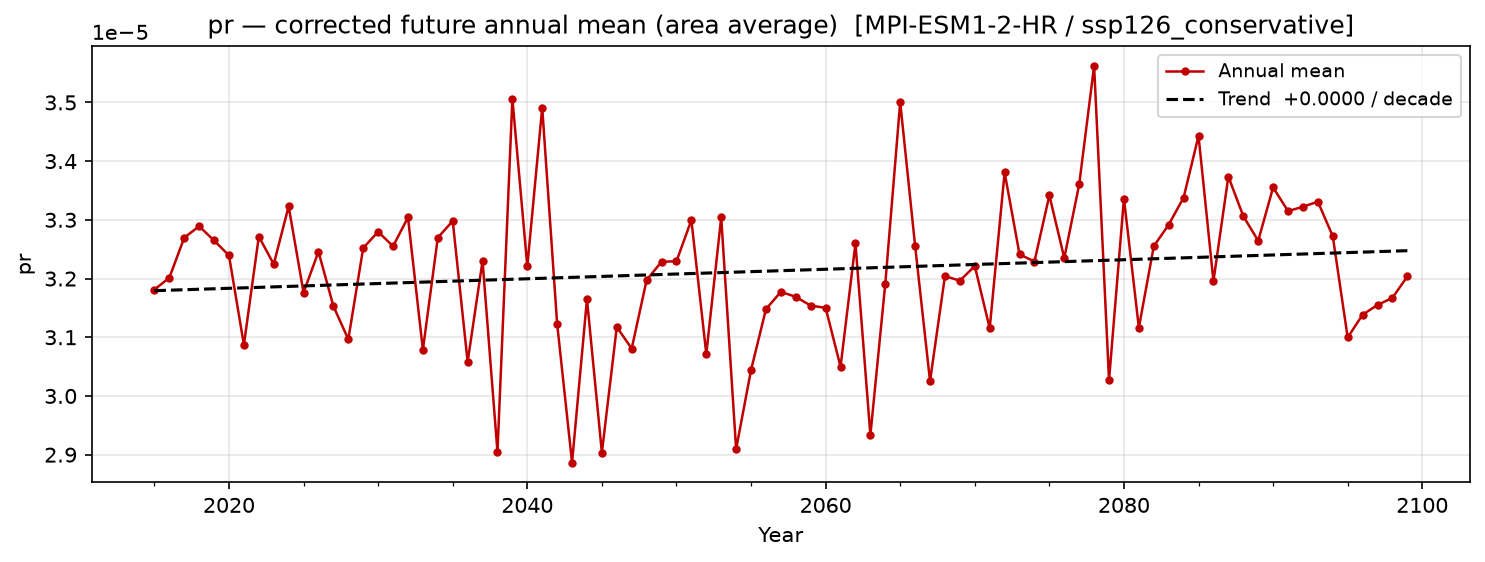 pr — corrected future annual mean (area average)  [MPI-ESM1-2-HR / ssp126_conservative]
1e−5
Annual mean
Trend  +0.0000 / decade
3.5
3.4
3.3
3.2
3.1
3.0
2.9
pr
2020
2040
2060
2080
2100
Year